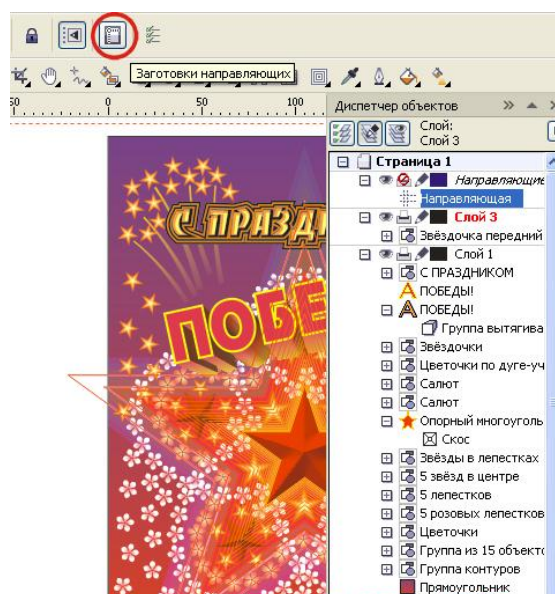 Заготовки направляющих
50 0 50 100
Диспетчер объектов
Слой:
Слой 3
Страница 1
Направляющие
Направляющая
Слой 3
Звёздочка передний
Слой 1
С ПРАЗДНИКОМ
ПОБЕДЫ!
ПОБЕДЫ!
Группа вытягива
Звёздочки
Цветочки по дуге-уч
Салют
Салют
Опорный многоуголь
Скос
Звёзды в лепестках
5 звёзд в центре
5 лепестков
5 розовых лепестков
Цветочки
Группа из 15 объекто
Группа контуров
Прямоугольник
С ПРАЗДН
ПОБЕ